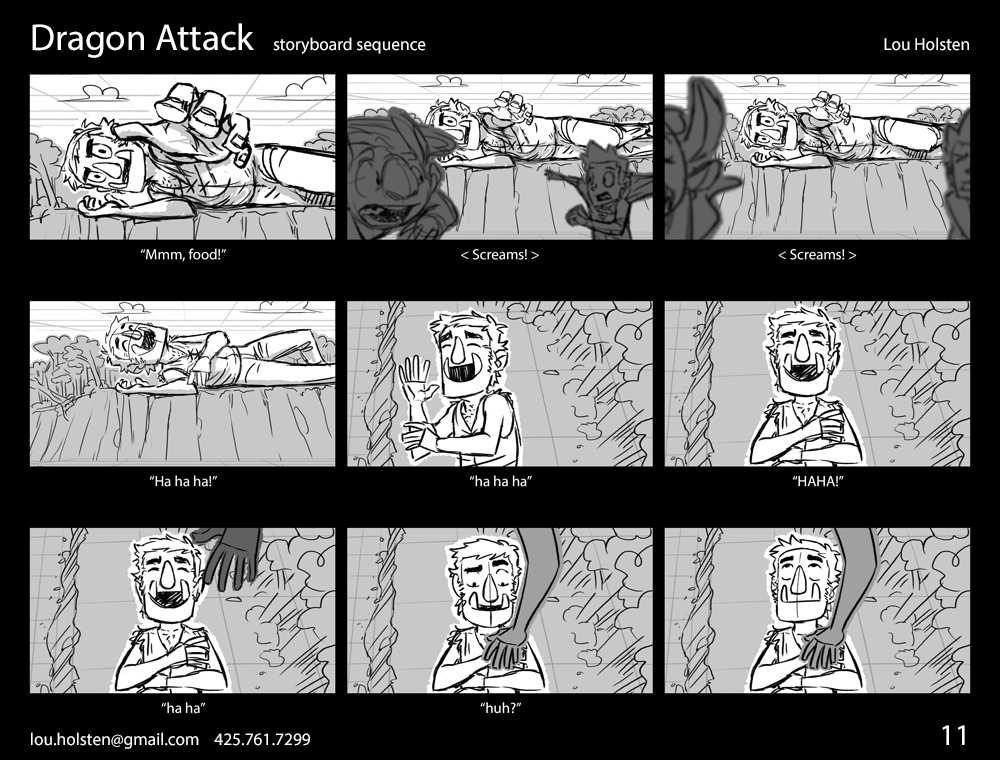 Dragon Attack storyboard sequence
Lou Holsten
“Mmm, food!”
< Screams! >
< Screams! >
“Ha ha ha!”
“ha ha ha”
“HAHA!”
“ha ha”
“huh?”
lou.holsten@gmail.com 425.761.7299
11